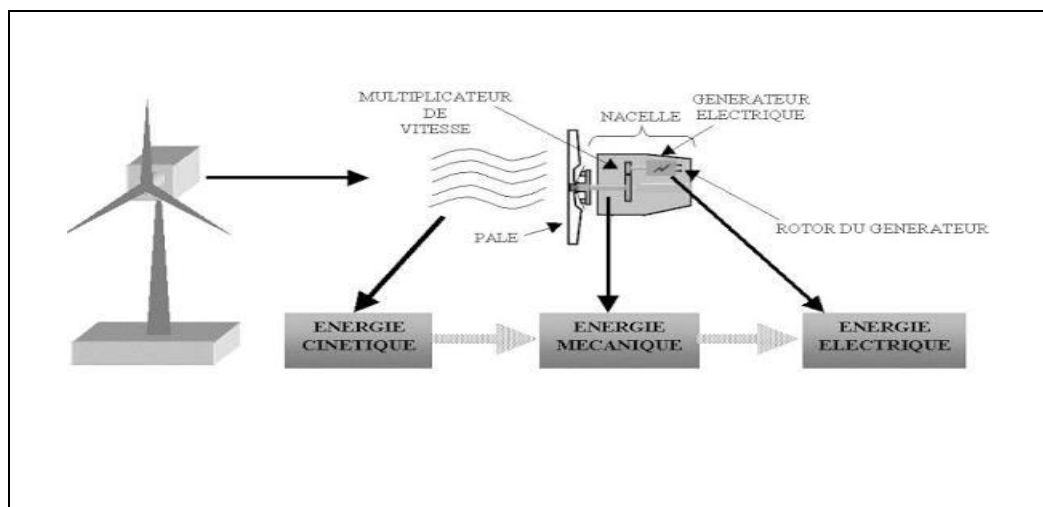 MULTIPLICATEUR
DE
VITESSE
NACELLE
GENERATEUR
ELECTRIQUE
PALE
ROTOR DU GENERATEUR
ENERGIE
CINETIQUE
ENERGIE
MECANIQUE
ENERGIE
ELECTRIQUE